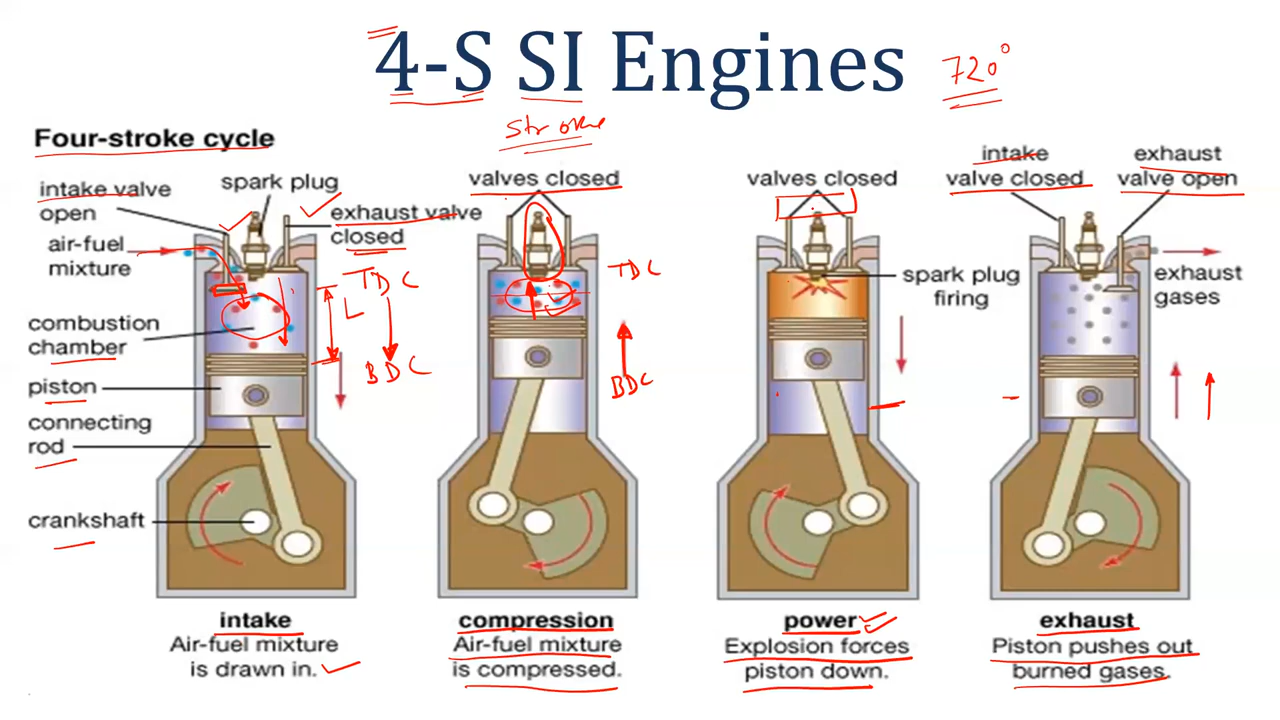 4-S SI Engines
720°
stroke
Four-stroke cycle
intake valve
open
spark plug
exhaust valve
closed
air-fuel
mixture
combustion
chamber
piston
connecting
rod
crankshaft
TDC
L
BDC
valves closed
TDC
BDC
valves closed
spark plug
firing
intake
valve closed
exhaust
valve open
exhaust
gases
intake
Air-fuel mixture
is drawn in.
compression
Air-fuel mixture
is compressed.
power
Explosion forces
piston down.
exhaust
Piston pushes out
burned gases.